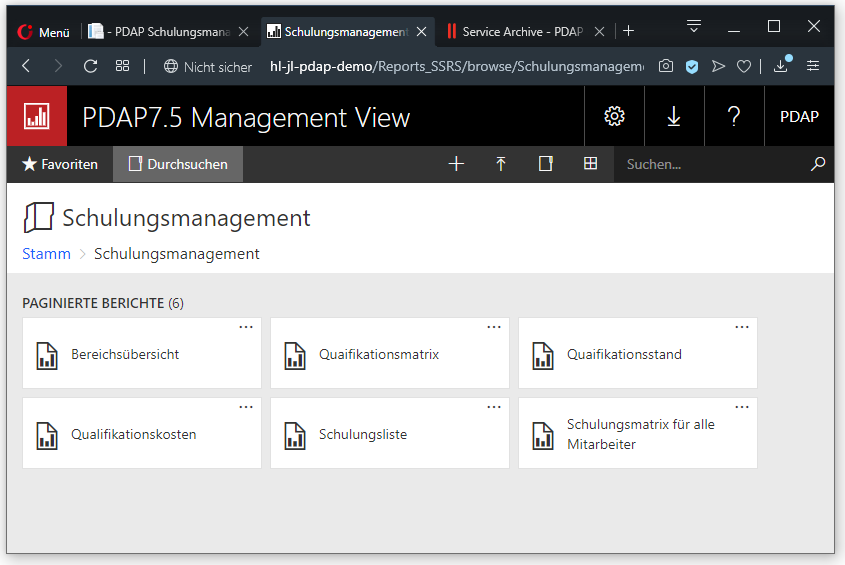 Menü
- PDAP Schulungsmana
Schulungsmanagement
Service Archive - PDAP
Nicht sicher
hl-jl-pdap-demo/Reports_SSRS/browse/Schulungsmanagem
PDAP7.5 Management View
?
PDAP
Favoriten
Durchsuchen
Suchen...
Schulungsmanagement
Stamm > Schulungsmanagement
PAGINIERTE BERICHTE (6)
Bereichsübersicht
Quaifikationsmatrix
Quaifikationsstand
Qualifikationskosten
Schulungsliste
Schulungsmatrix für alle
Mitarbeiter